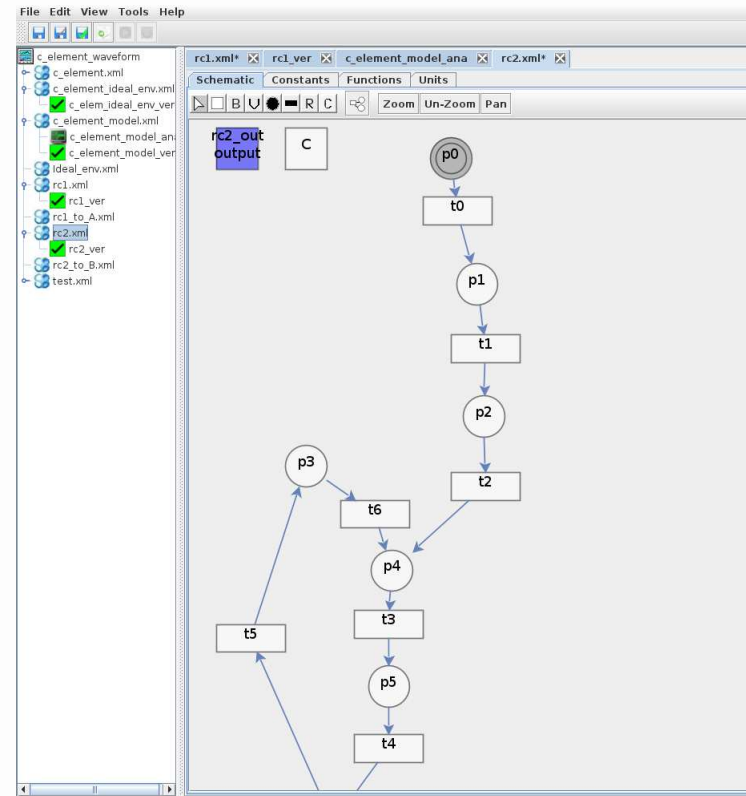 File Edit View Tools Help
c_element_waveform
c_element.xml
c_element_ideal_env.xml
c_elem_ideal_env_ver
c_element_model.xml
c_element_model_ana
c_element_model_ver
ideal_env.xml
rc1.xml
rc1_ver
rc1_to_A.xml
rc2.xml
rc2_ver
rc2_to_B.xml
test.xml
rc1.xml* rc1_ver c_element_model_ana rc2.xml*
Schematic Constants Functions Units
B R C Zoom Un-Zoom Pan
rc2_out
output
C
p0
t0
p1
t1
p2
t2
p3
t6
p4
t3
t5
p5
t4